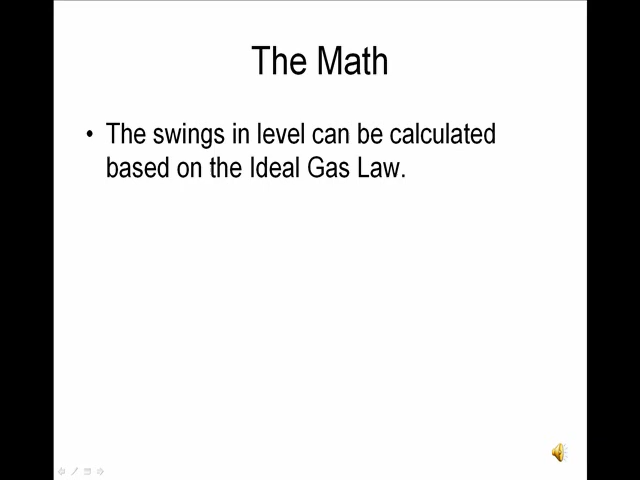 The Math
• The swings in level can be calculated
based on the Ideal Gas Law.